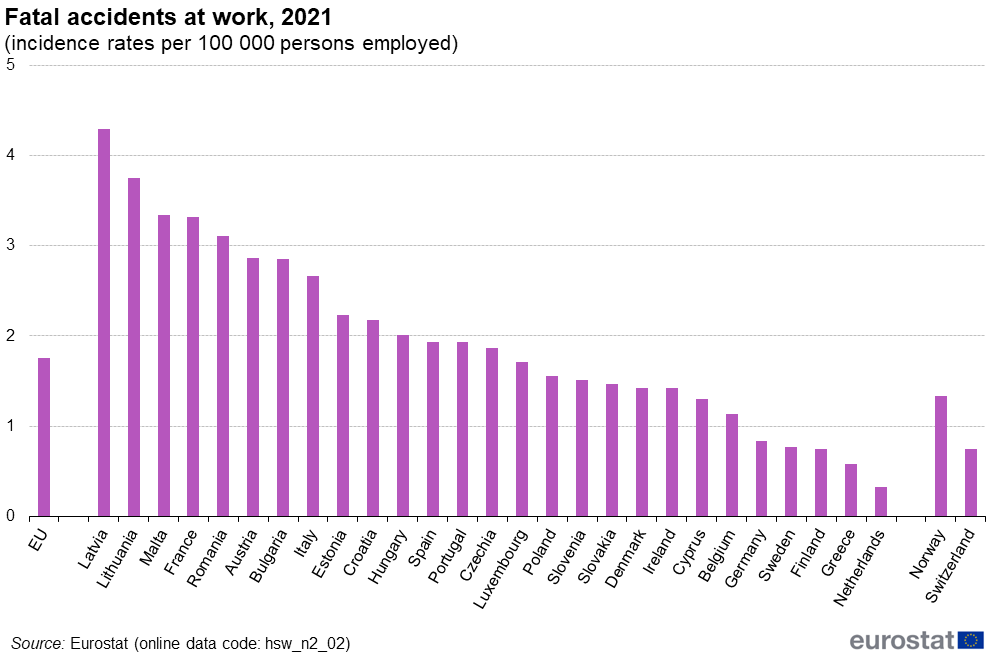 Fatal accidents at work, 2021
(incidence rates per 100 000 persons employed)
5
4
3
2
1
0
EU
Latvia
Lithuania
Malta
France
Romania
Austria
Bulgaria
Italy
Estonia
Croatia
Hungary
Spain
Portugal
Czechia
Luxembourg
Poland
Slovenia
Slovakia
Denmark
Ireland
Cyprus
Belgium
Germany
Sweden
Finland
Greece
Netherlands
Norway
Switzerland
Source: Eurostat (online data code: hsw_n2_02)
eurostat